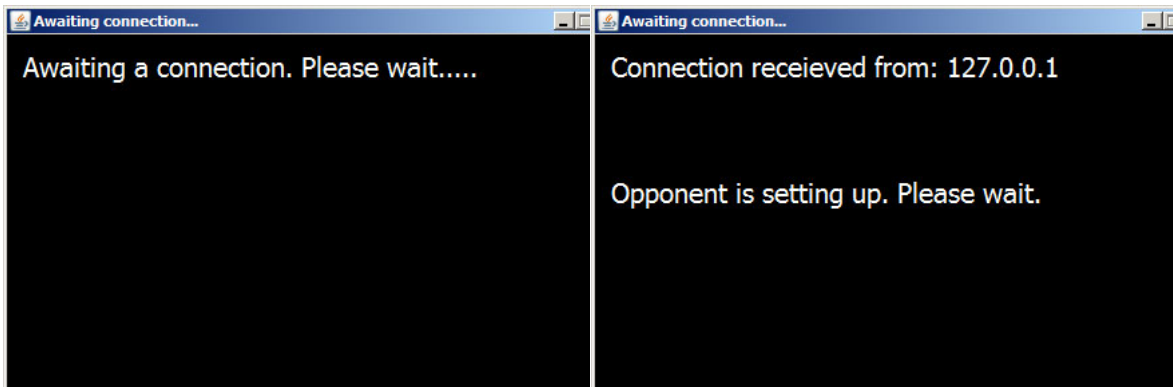 Awaiting connection...
Awaiting a connection. Please wait.....
Awaiting connection...
Connection receieved from: 127.0.0.1
Opponent is setting up. Please wait.